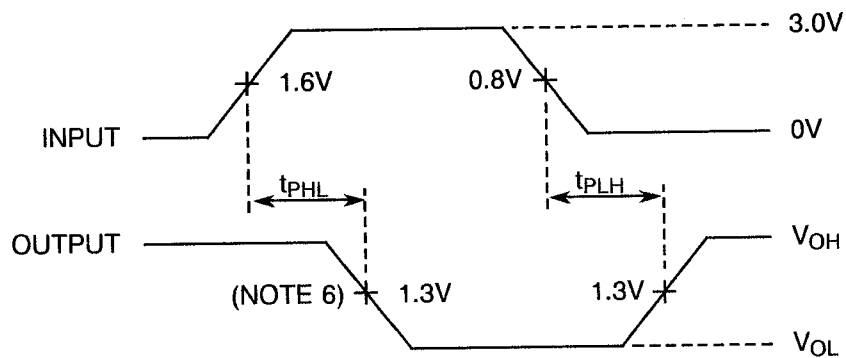 3.0V
1.6V
0.8V
INPUT
0V
tPHL
tPLH
OUTPUT
VOH
(NOTE 6)
1.3V
1.3V
VOL